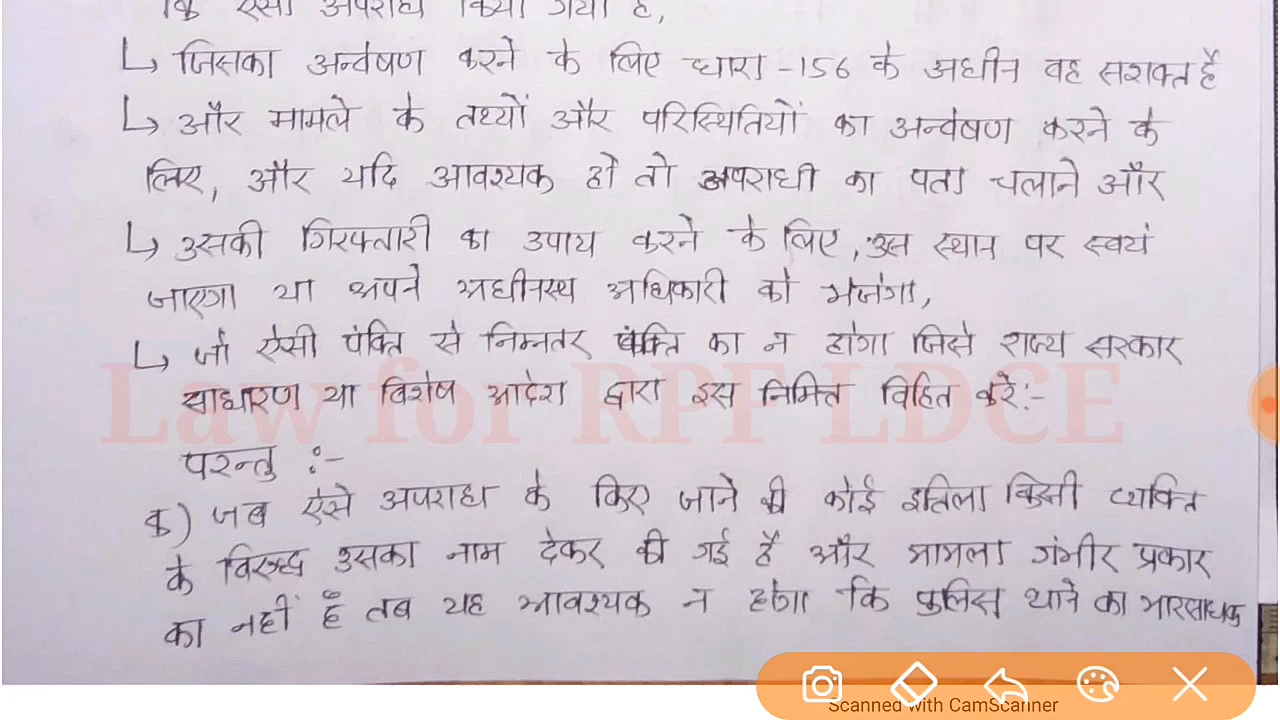 कि ऐसा अपराध किया गया है,
↳ जिसका अन्वेषण करने के लिए धारा-156 के अधीन वह सशक्त है
↳ और मामले के तथ्यों और परिस्थितियों का अन्वेषण करने के
लिए, और यदि आवश्यक हो तो अपराधी का पता चलाने और
↳ उसकी गिरफ्तारी का उपाय करने के लिए, उस स्थान पर स्वयं
जाएगा या अपने अधीनस्थ अधिकारी को भेजेगा,
↳ जो ऐसी पंक्ति से निम्नतर पंक्ति का न होगा जिसे राज्य सरकार
साधारण या विशेष आदेश द्वारा इस निमित्त विहित करे:-
Law for RPF LDCE
परन्तु :-
क) जब ऐसे अपराध के किए जाने की कोई इत्तिला किसी व्यक्ति
के विरुद्ध उसका नाम देकर की गई है और मामला गंभीर प्रकार
का नहीं है तब यह आवश्यक न होगा कि पुलिस थाने का भारसाधक
Scanned with CamScanner